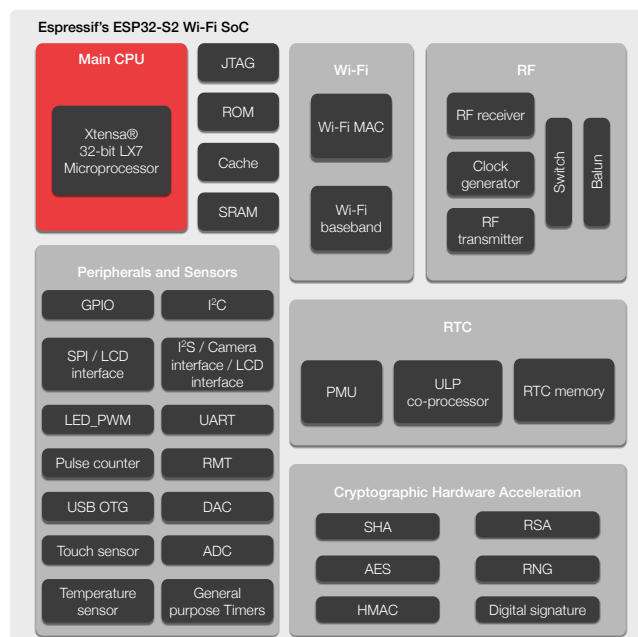 Espressif's ESP32-S2 Wi-Fi SoC
Main CPU
Xtensa®
32-bit LX7
Microprocessor
JTAG
ROM
Cache
SRAM
Wi-Fi
Wi-Fi MAC
Wi-Fi
baseband
RF
RF receiver
Clock
generator
RF
transmitter
Switch
Balun
Peripherals and Sensors
GPIO
I²C
SPI / LCD
interface
I²S / Camera
interface / LCD
interface
LED_PWM
UART
Pulse counter
RMT
USB OTG
DAC
Touch sensor
ADC
Temperature
sensor
General
purpose Timers
RTC
PMU
ULP
co-processor
RTC memory
Cryptographic Hardware Acceleration
SHA
RSA
AES
RNG
HMAC
Digital signature